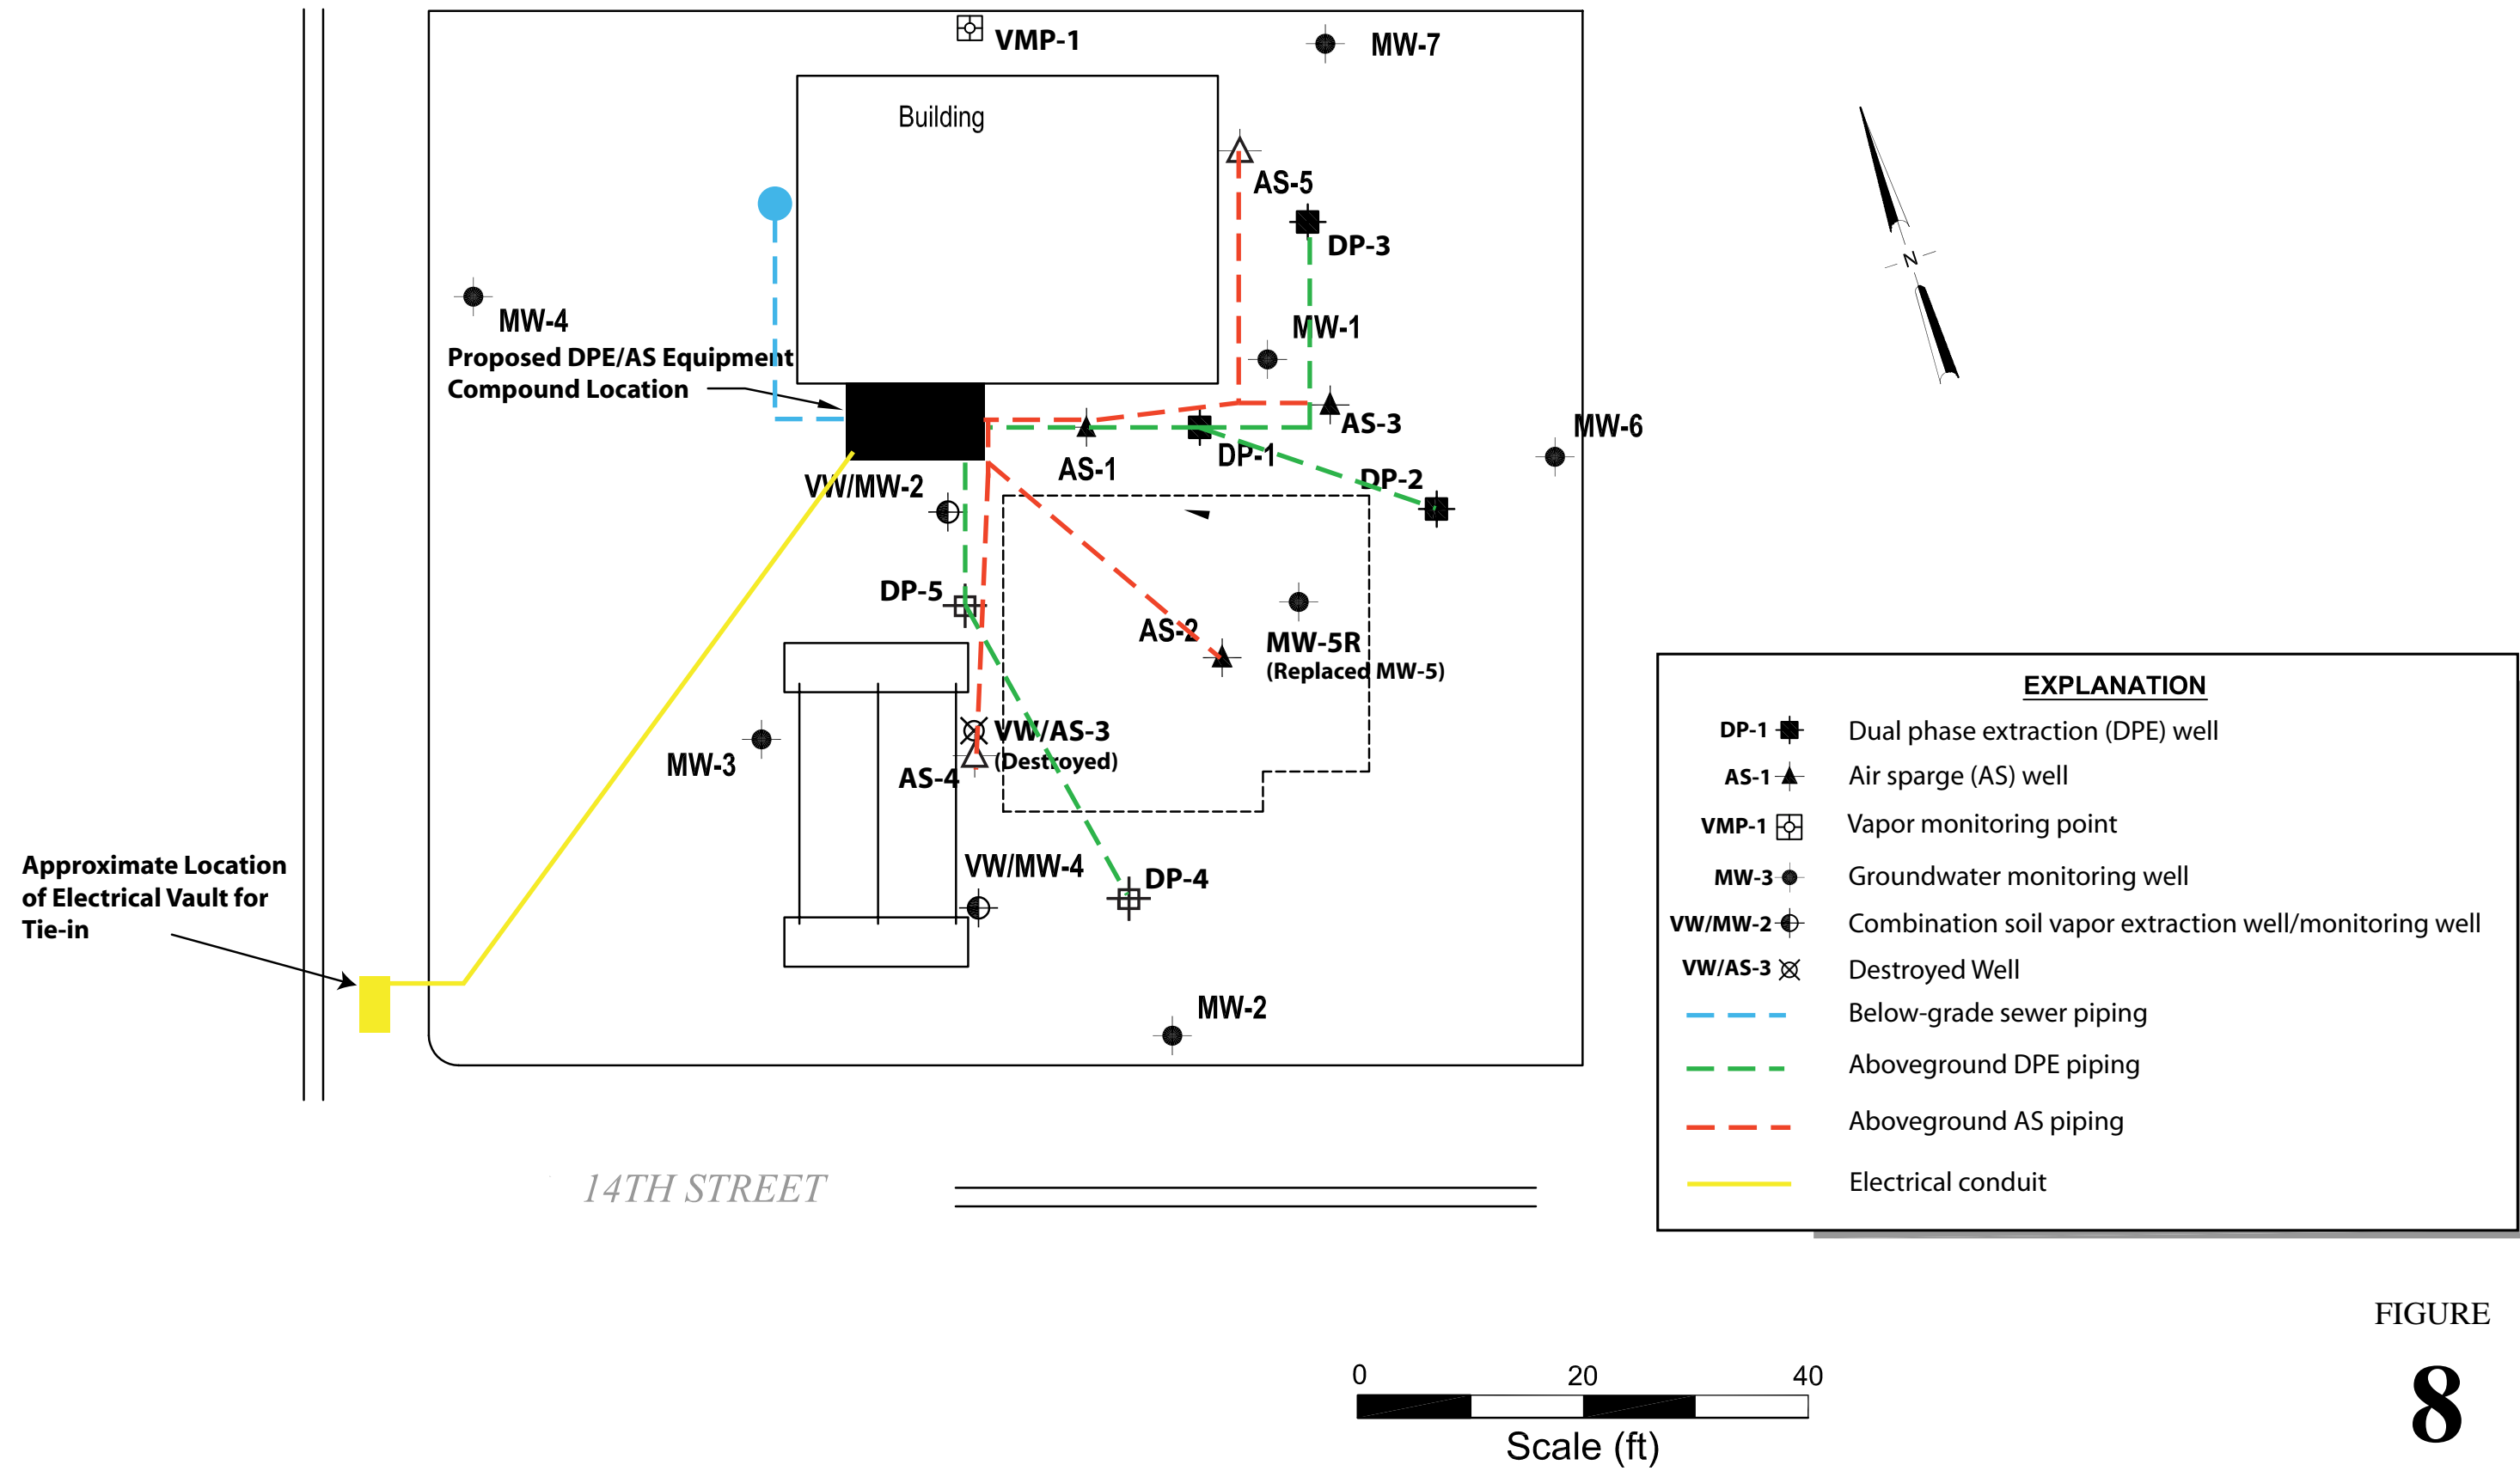 VMP-1
MW-7
Building
AS-5
DP-3
MW-4
MW-1
Proposed DPE/AS Equipment
Compound Location
AS-3
MW-6
DP-1
AS-1
DP-2
VW/MW-2
DP-5
AS-2
MW-5R
(Replaced MW-5)
VW/AS-3
(Destroyed)
MW-3
AS-4
VW/MW-4
DP-4
MW-2
Approximate Location
of Electrical Vault for
Tie-in
14TH STREET
N
EXPLANATION
DP-1 Dual phase extraction (DPE) well
AS-1 Air sparge (AS) well
VMP-1 Vapor monitoring point
MW-3 Groundwater monitoring well
VW/MW-2 Combination soil vapor extraction well/monitoring well
VW/AS-3 Destroyed Well
Below-grade sewer piping
Aboveground DPE piping
Aboveground AS piping
Electrical conduit
0 20 40
Scale (ft)
FIGURE
8